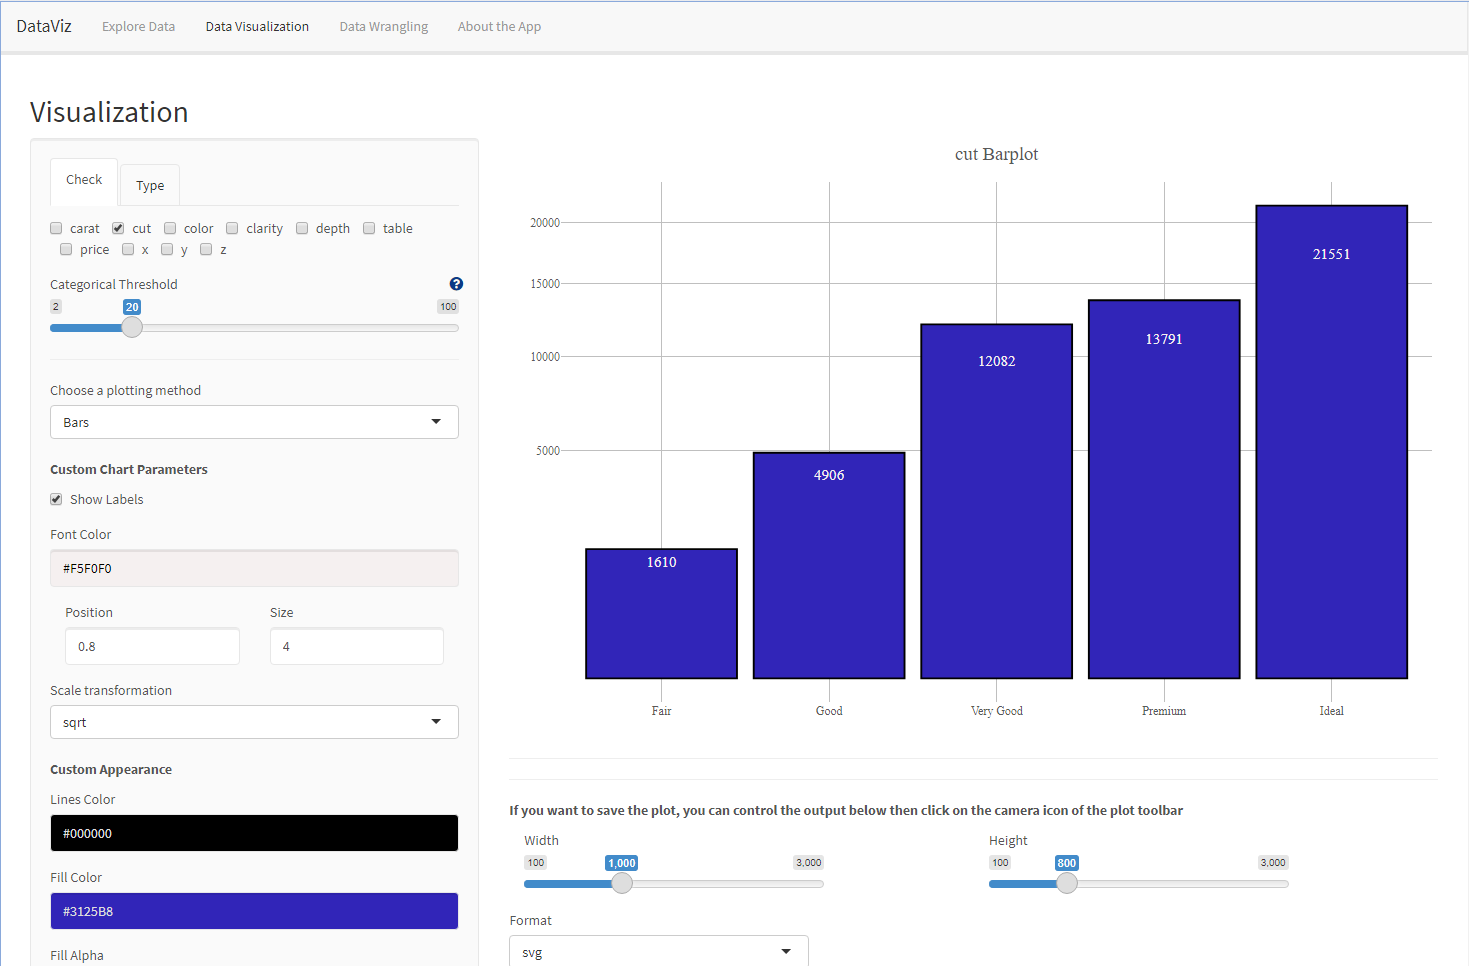 DataViz Explore Data Data Visualization Data Wrangling About the App
Visualization
Check Type
carat cut color clarity depth table
price x y z
Categorical Threshold
2 20 100
Choose a plotting method
Bars
Custom Chart Parameters
Show Labels
Font Color
#F5F0F0
Position Size
0.8 4
Scale transformation
sqrt
Custom Appearance
Lines Color
#000000
Fill Color
#3125B8
Fill Alpha
cut Barplot
20000
15000
10000
5000
1610
4906
12082
13791
21551
Fair Good Very Good Premium Ideal
If you want to save the plot, you can control the output below then click on the camera icon of the plot toolbar
Width Height
100 1,000 3,000 100 800 3,000
Format
svg